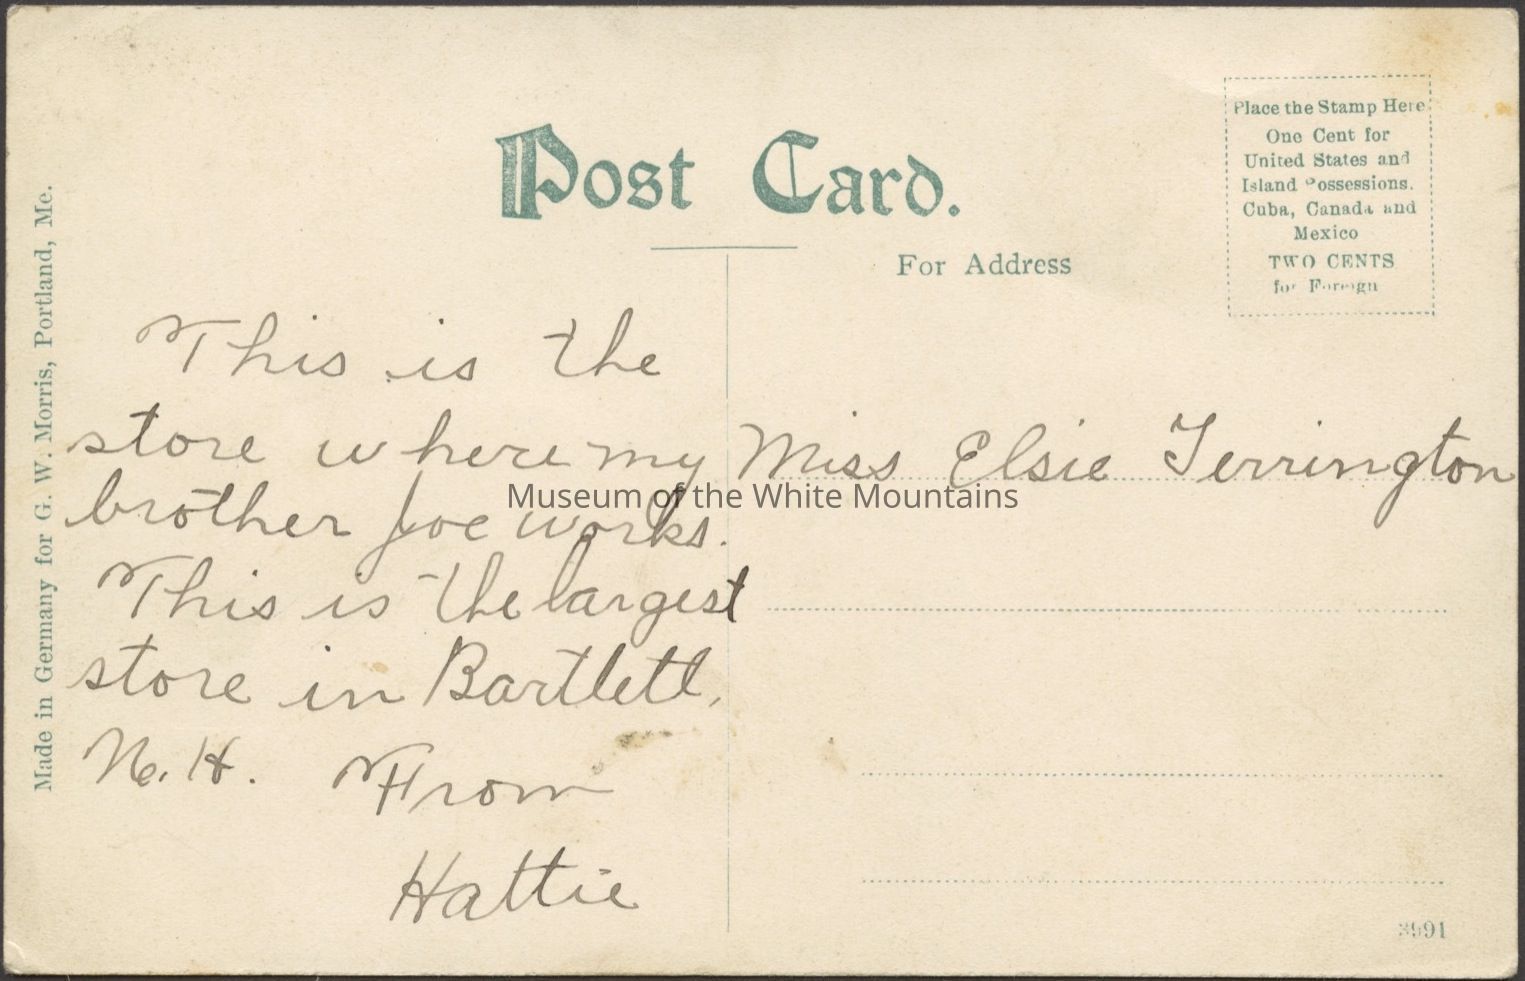 Post Card.
For Address
Place the Stamp Here
One Cent for
United States and
Island Possessions.
Cuba, Canada and
Mexico
TWO CENTS
for Foreign
Made in Germany for G. W. Morris, Portland, Me.
This is the
store where my
brother Joe works.
This is the largest
store in Bartlett,
N. H. From
Hattie
Miss Elsie Terrington
Museum of the White Mountains
3991